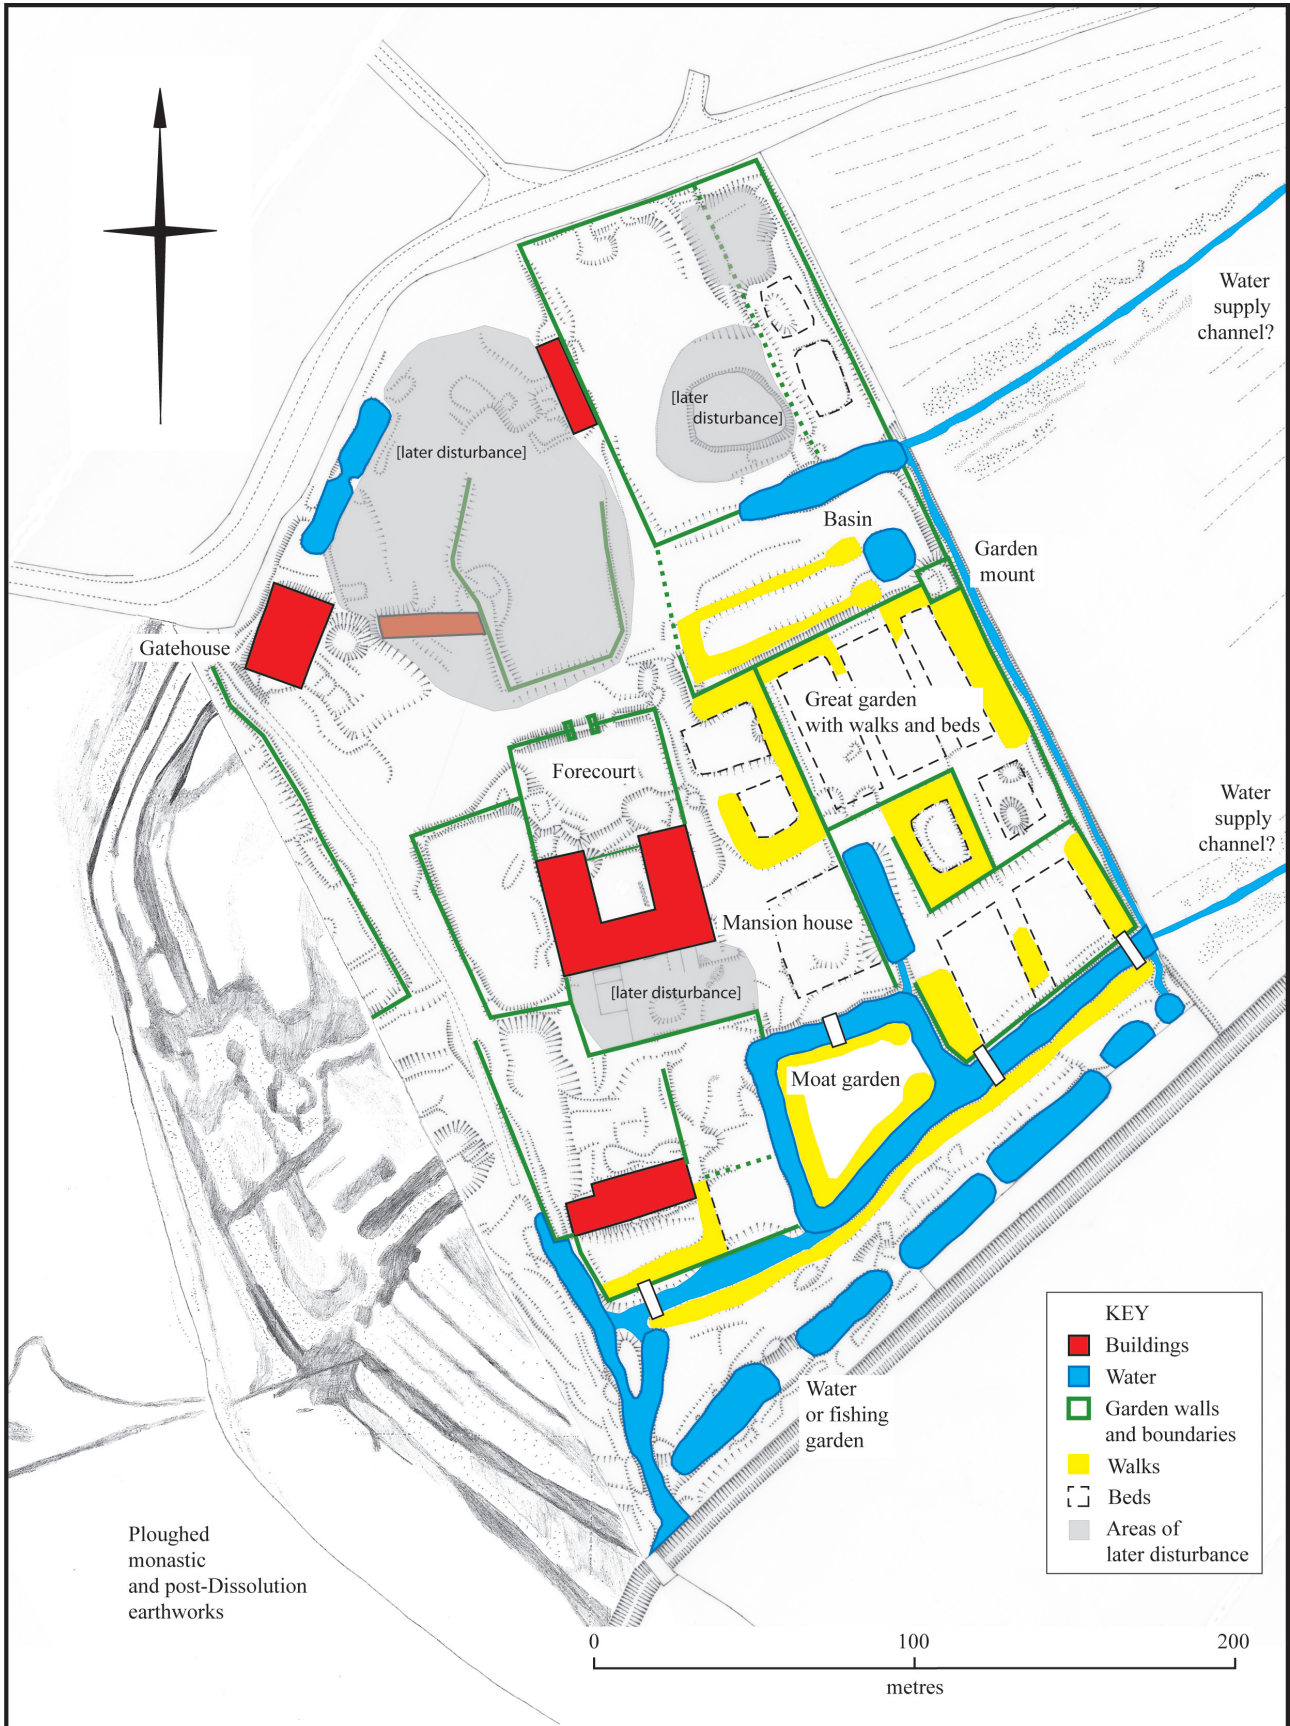 Water
supply
channel?
[later
disturbance]
[later disturbance]
Basin
Garden
mount
Gatehouse
Great garden
with walks and beds
Forecourt
Water
supply
channel?
Mansion house
[later disturbance]
Moat garden
Water
or fishing
garden
KEY
Buildings
Water
Garden walls
and boundaries
Walks
Beds
Areas of
later disturbance
Ploughed
monastic
and post-Dissolution
earthworks
0 100 200
metres